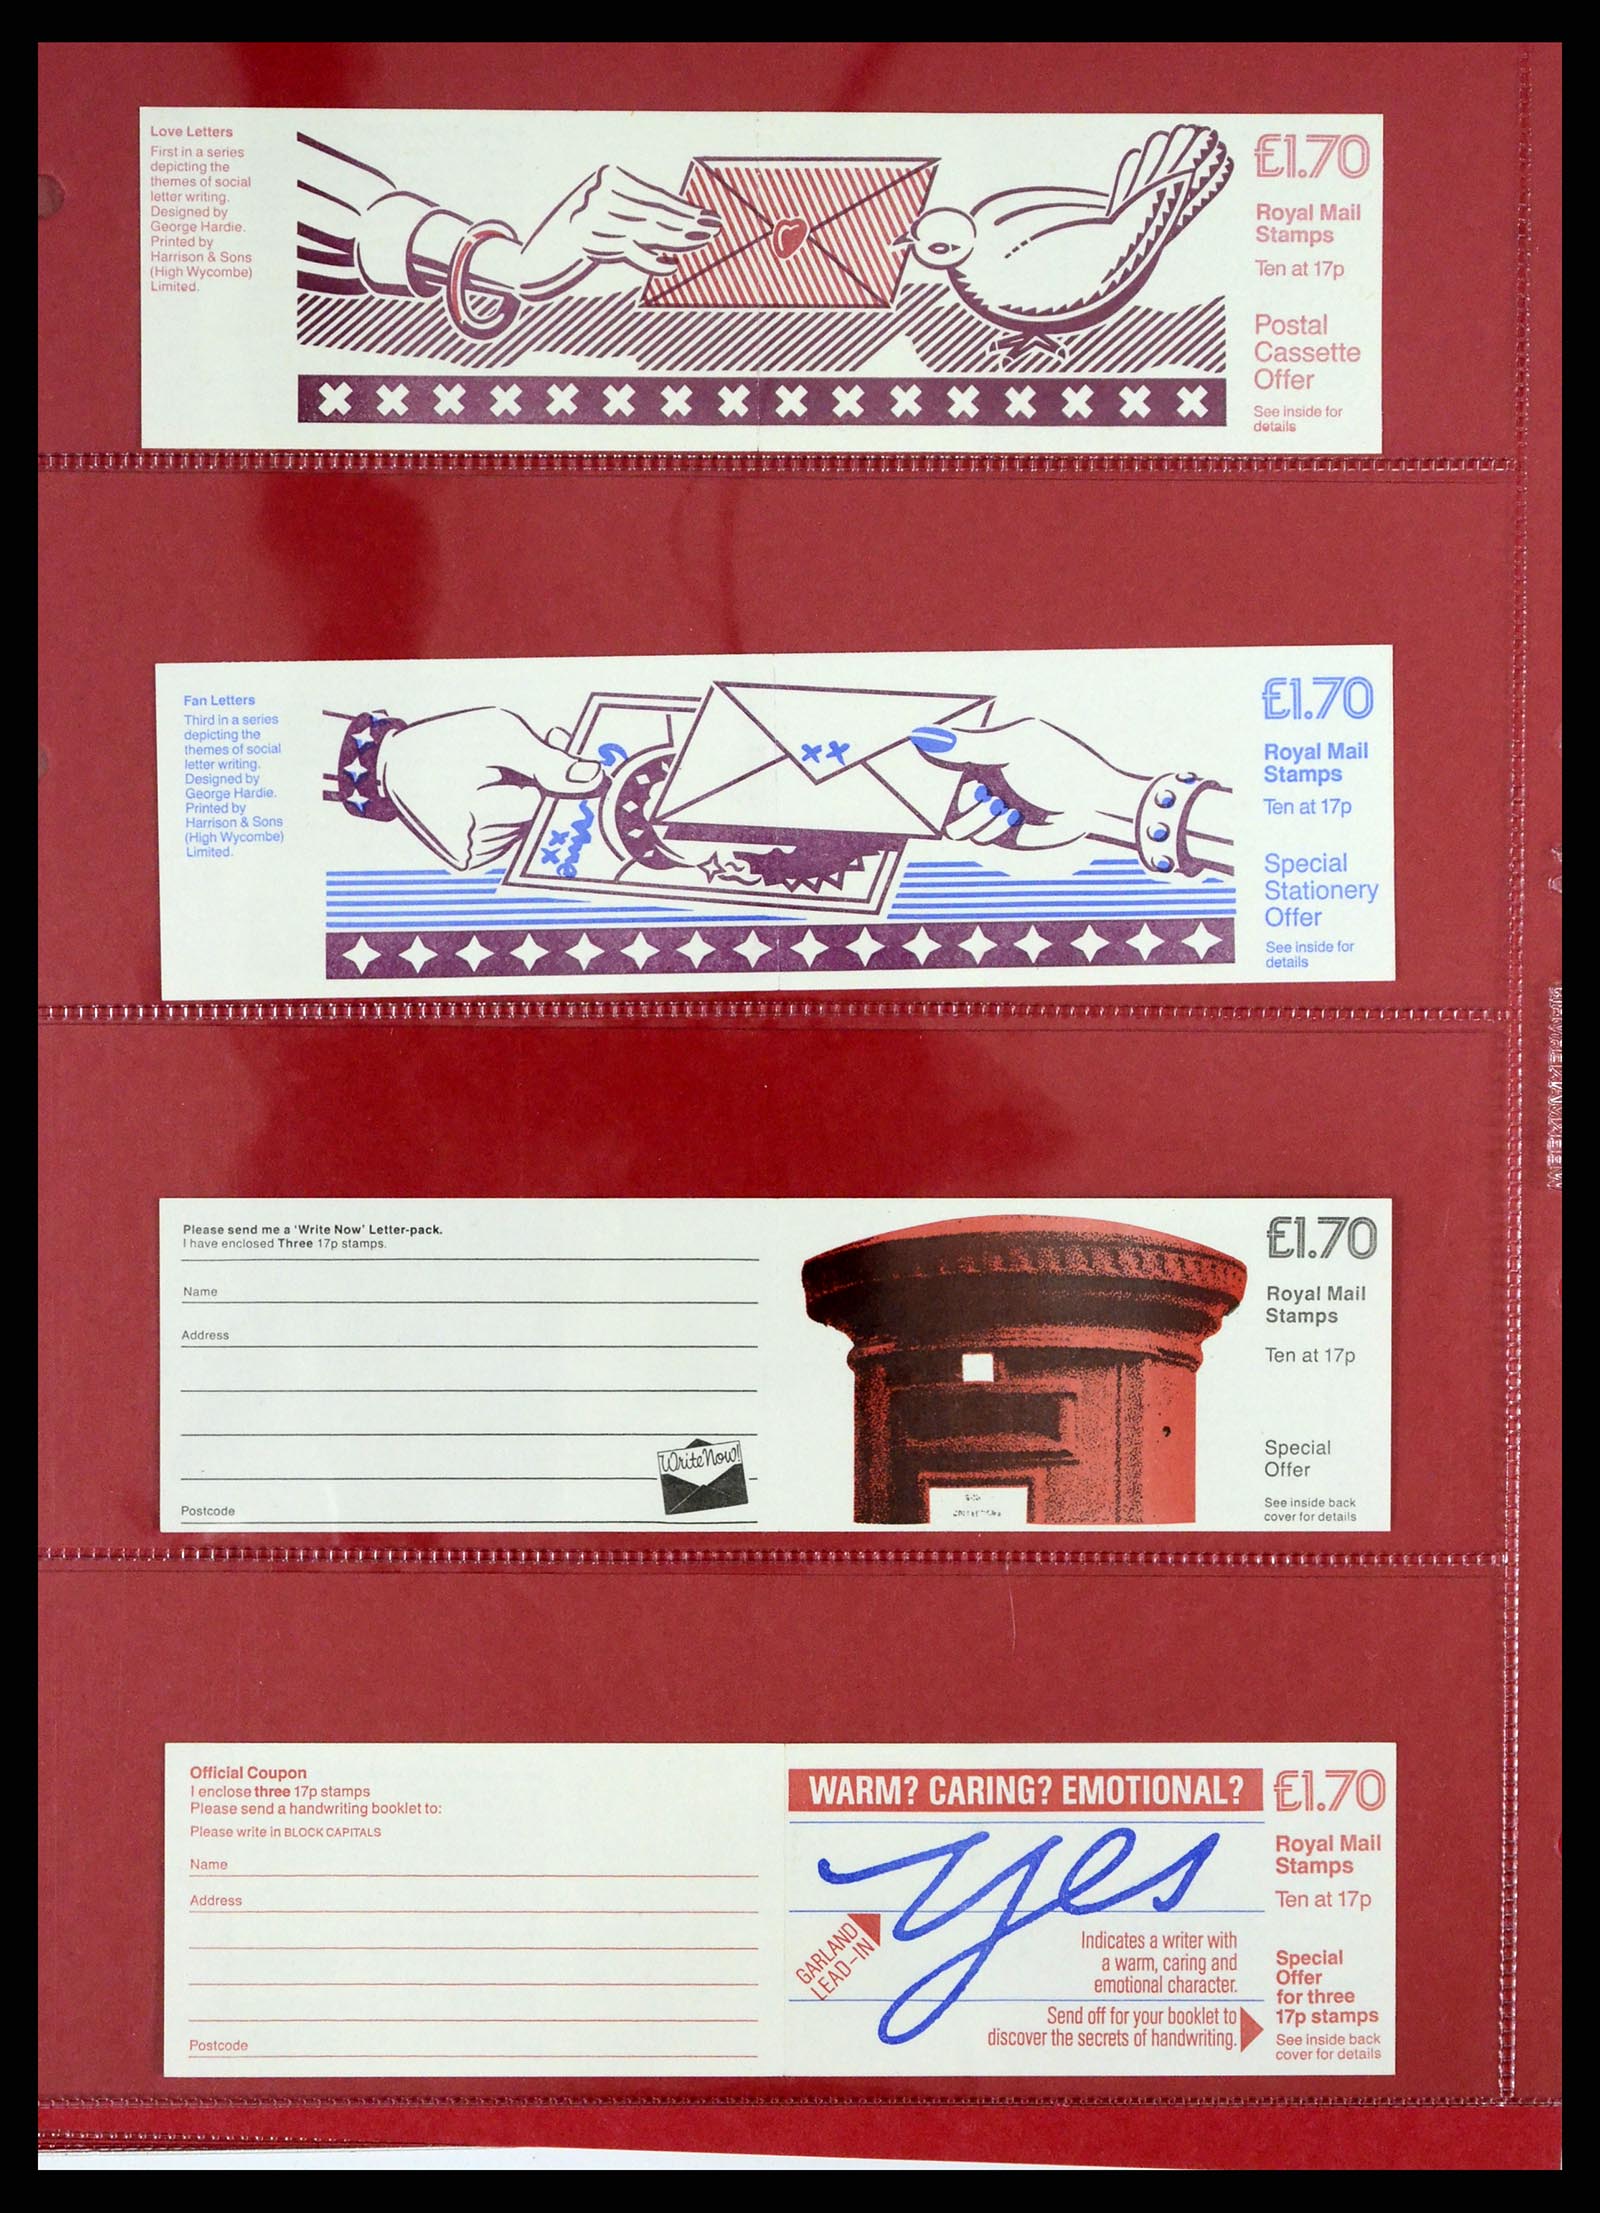 Love Letters
First in a series
depicting the
themes of social
letter writing.
Designed by
George Hardie.
Printed by
Harrison & Sons
(High Wycombe)
Limited.
£1.70
Royal Mail
Stamps
Ten at 17p
Postal
Cassette
Offer
See inside for
details
Fan Letters
Third in a series
depicting the
themes of social
letter writing.
Designed by
George Hardie.
Printed by
Harrison & Sons
(High Wycombe)
Limited.
xx
xx
£1.70
Royal Mail
Stamps
Ten at 17p
Special
Stationery
Offer
See inside for
details
Please send me a 'Write Now' Letter-pack.
I have enclosed Three 17p stamps.
Name
Address
Postcode
Write Now!
£1.70
Royal Mail
Stamps
Ten at 17p
Special
Offer
See inside back
cover for details
Official Coupon
I enclose three 17p stamps
Please send a handwriting booklet to:
Please write in BLOCK CAPITALS
Name
Address
Postcode
WARM? CARING? EMOTIONAL?
yes
GARLAND
LEAD-IN
Indicates a writer with
a warm, caring and
emotional character.
Send off for your booklet to
discover the secrets of handwriting.
£1.70
Royal Mail
Stamps
Ten at 17p
Special
Offer
for three
17p stamps
See inside back
cover for details